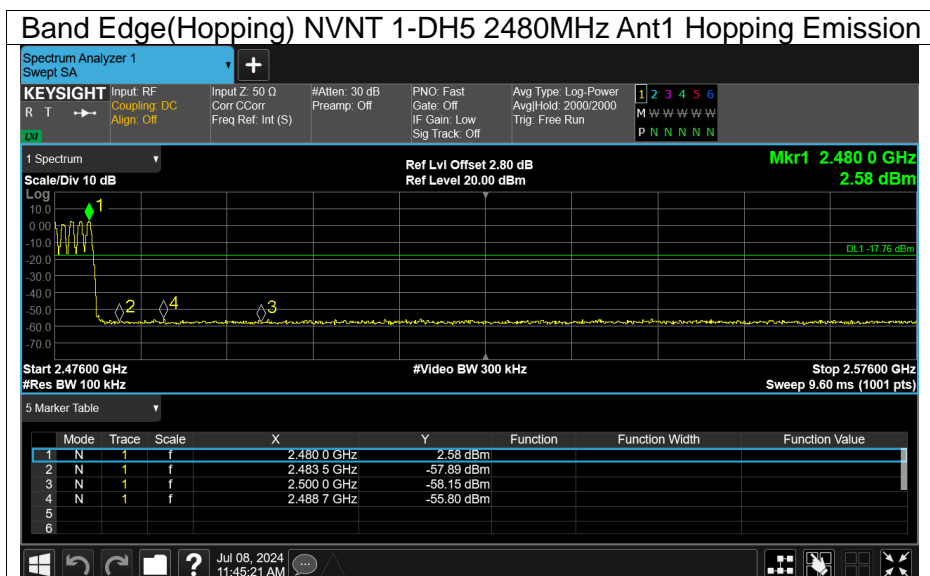 Band Edge(Hopping) NVNT 1-DH5 2480MHz Ant1 Hopping Emission
Spectrum Analyzer 1
Swept SA
+
KEYSIGHT Input: RF Input Z: 50 Ω #Atten: 30 dB PNO: Fast Avg Type: Log-Power 1 2 3 4 5 6
R T Coupling: DC Corr CCorr Preamp: Off Gate: Off Avg|Hold: 2000/2000 M W W W W W
Align: Off Freq Ref: Int (S) IF Gain: Low Trig: Free Run
LXI Sig Track: Off P N N N N N
1 Spectrum Ref Lvl Offset 2.80 dB Mkr1 2.480 0 GHz
Scale/Div 10 dB Ref Level 20.00 dBm 2.58 dBm
Log
10.0 1
0.00
-10.0
DL1 -17.76 dBm
-20.0
-30.0
-40.0
-50.0 2 4 3
-60.0
-70.0
Start 2.47600 GHz #Video BW 300 kHz Stop 2.57600 GHz
#Res BW 100 kHz Sweep 9.60 ms (1001 pts)
5 Marker Table
Mode Trace Scale X Y Function Function Width Function Value
1 N 1 f 2.480 0 GHz 2.58 dBm
2 N 1 f 2.483 5 GHz -57.89 dBm
3 N 1 f 2.500 0 GHz -58.15 dBm
4 N 1 f 2.488 7 GHz -55.80 dBm
5
6
? Jul 08, 2024
11:45:21 AM